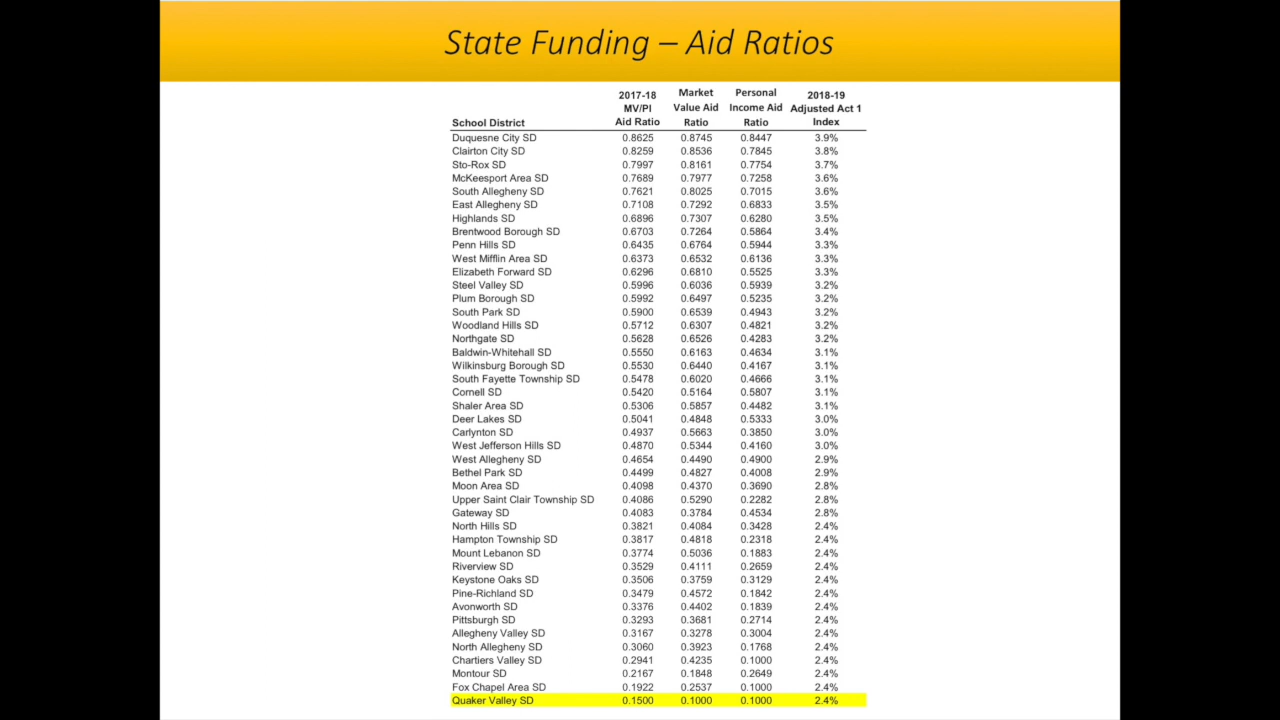 State Funding – Aid Ratios
School District 2017-18 MV/PI Aid Ratio Market Value Aid Ratio Personal Income Aid Ratio 2018-19 Adjusted Act 1 Index
Duquesne City SD 0.8625 0.8745 0.8447 3.9%
Clairton City SD 0.8259 0.8536 0.7845 3.8%
Sto-Rox SD 0.7997 0.8161 0.7754 3.7%
McKeesport Area SD 0.7689 0.7977 0.7258 3.6%
South Allegheny SD 0.7621 0.8025 0.7015 3.6%
East Allegheny SD 0.7108 0.7292 0.6833 3.5%
Highlands SD 0.6896 0.7307 0.6280 3.5%
Brentwood Borough SD 0.6703 0.7264 0.5864 3.4%
Penn Hills SD 0.6435 0.6764 0.5944 3.3%
West Mifflin Area SD 0.6373 0.6532 0.6136 3.3%
Elizabeth Forward SD 0.6296 0.6810 0.5525 3.3%
Steel Valley SD 0.5996 0.6036 0.5939 3.2%
Plum Borough SD 0.5992 0.6497 0.5235 3.2%
South Park SD 0.5900 0.6539 0.4943 3.2%
Woodland Hills SD 0.5712 0.6307 0.4821 3.2%
Northgate SD 0.5628 0.6526 0.4283 3.2%
Baldwin-Whitehall SD 0.5550 0.6163 0.4634 3.1%
Wilkinsburg Borough SD 0.5530 0.6440 0.4167 3.1%
South Fayette Township SD 0.5478 0.6020 0.4666 3.1%
Cornell SD 0.5420 0.5164 0.5807 3.1%
Shaler Area SD 0.5306 0.5857 0.4482 3.1%
Deer Lakes SD 0.5041 0.4848 0.5333 3.0%
Carlynton SD 0.4937 0.5663 0.3850 3.0%
West Jefferson Hills SD 0.4870 0.5344 0.4160 3.0%
West Allegheny SD 0.4654 0.4490 0.4900 2.9%
Bethel Park SD 0.4499 0.4827 0.4008 2.9%
Moon Area SD 0.4098 0.4370 0.3690 2.8%
Upper Saint Clair Township SD 0.4086 0.5290 0.2282 2.8%
Gateway SD 0.4083 0.3784 0.4534 2.8%
North Hills SD 0.3821 0.4084 0.3428 2.4%
Hampton Township SD 0.3817 0.4818 0.2318 2.4%
Mount Lebanon SD 0.3774 0.5036 0.1883 2.4%
Riverview SD 0.3529 0.4111 0.2659 2.4%
Keystone Oaks SD 0.3506 0.3759 0.3129 2.4%
Pine-Richland SD 0.3479 0.4572 0.1842 2.4%
Avonworth SD 0.3376 0.4402 0.1839 2.4%
Pittsburgh SD 0.3293 0.3681 0.2714 2.4%
Allegheny Valley SD 0.3167 0.3278 0.3004 2.4%
North Allegheny SD 0.3060 0.3923 0.1768 2.4%
Chartiers Valley SD 0.2941 0.4235 0.1000 2.4%
Montour SD 0.2167 0.1848 0.2649 2.4%
Fox Chapel Area SD 0.1922 0.2537 0.1000 2.4%
Quaker Valley SD 0.1500 0.1000 0.1000 2.4%